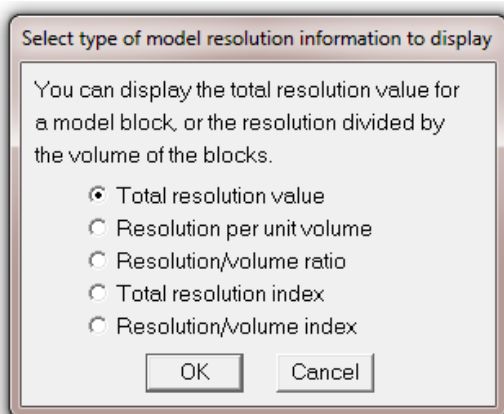 Select type of model resolution information to display
You can display the total resolution value for
a model block, or the resolution divided by
the volume of the blocks.
Total resolution value
Resolution per unit volume
Resolution/volume ratio
Total resolution index
Resolution/volume index
OK Cancel